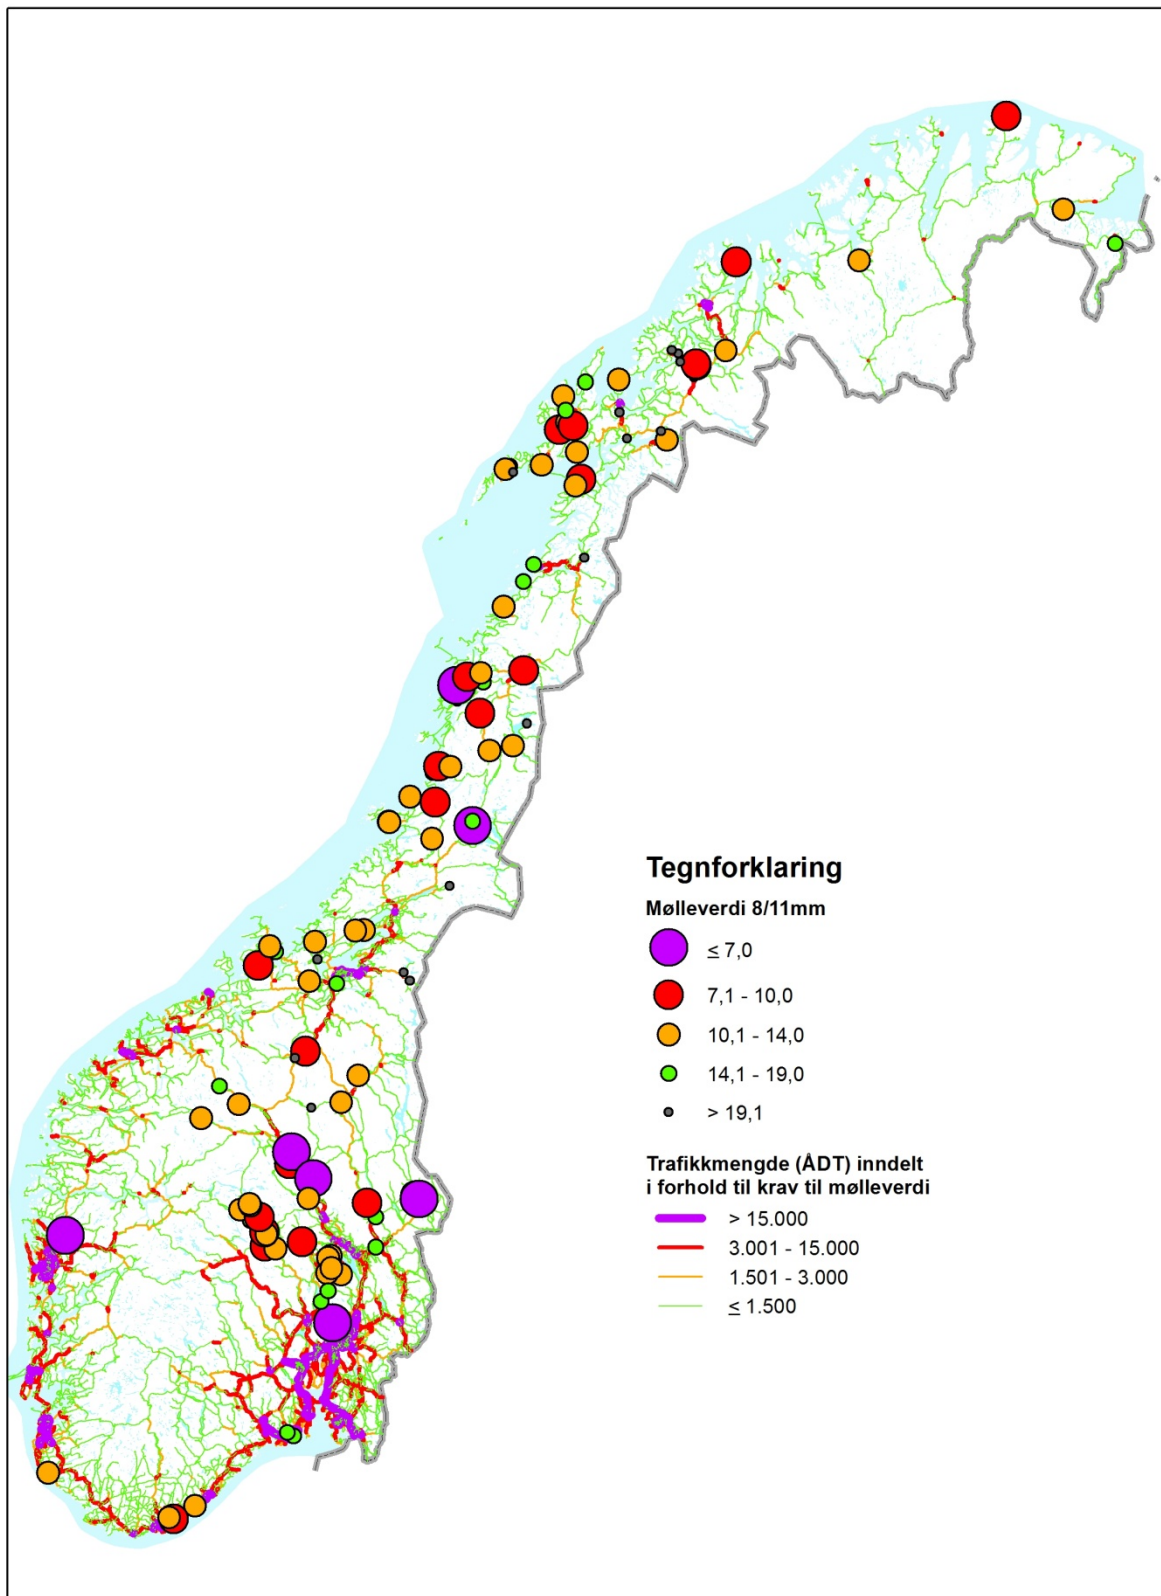 Tegnforklaring
Mølleverdi 8/11mm
≤ 7,0
7,1 - 10,0
10,1 - 14,0
14,1 - 19,0
> 19,1
Trafikkmengde (ÅDT) inndelt
i forhold til krav til mølleverdi
> 15.000
3.001 - 15.000
1.501 - 3.000
≤ 1.500